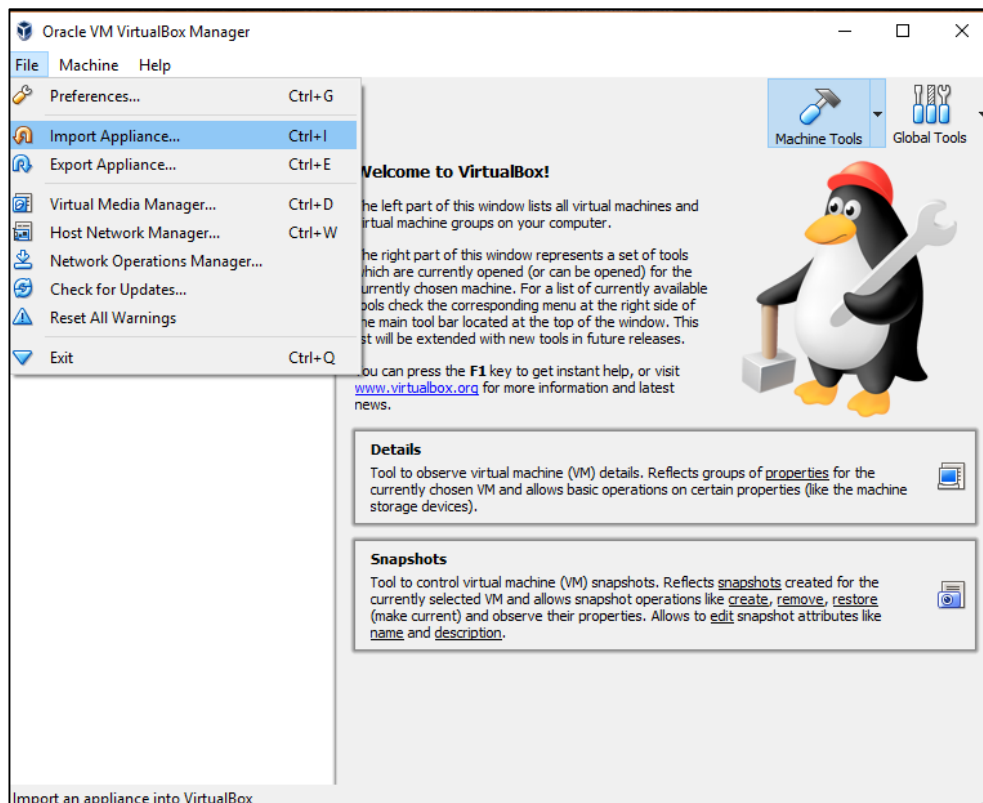 Oracle VM VirtualBox Manager
File Machine Help
Preferences... Ctrl+G
Import Appliance... Ctrl+I
Export Appliance... Ctrl+E
Virtual Media Manager... Ctrl+D
Host Network Manager... Ctrl+W
Network Operations Manager...
Check for Updates...
Reset All Warnings
Exit Ctrl+Q
Machine Tools
Global Tools
Welcome to VirtualBox!
he left part of this window lists all virtual machines and
irtual machine groups on your computer.
he right part of this window represents a set of tools
hich are currently opened (or can be opened) for the
urrently chosen machine. For a list of currently available
ools check the corresponding menu at the right side of
he main tool bar located at the top of the window. This
st will be extended with new tools in future releases.
ou can press the F1 key to get instant help, or visit
www.virtualbox.org for more information and latest
news.
Details
Tool to observe virtual machine (VM) details. Reflects groups of properties for the
currently chosen VM and allows basic operations on certain properties (like the machine
storage devices).
Snapshots
Tool to control virtual machine (VM) snapshots. Reflects snapshots created for the
currently selected VM and allows snapshot operations like create, remove, restore
(make current) and observe their properties. Allows to edit snapshot attributes like
name and description.
Import an appliance into VirtualBox